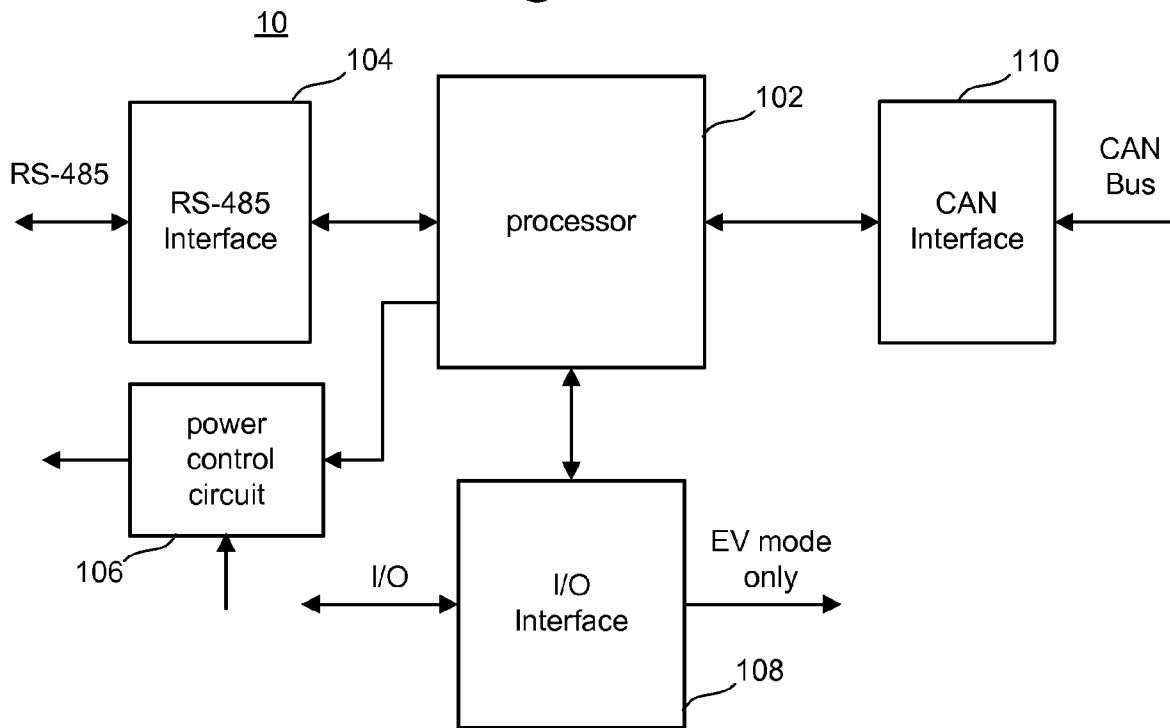 10
104
102
110
RS-485
RS-485
Interface
processor
CAN
Interface
CAN
Bus
power
control
circuit
106
I/O
I/O
Interface
EV mode
only
108